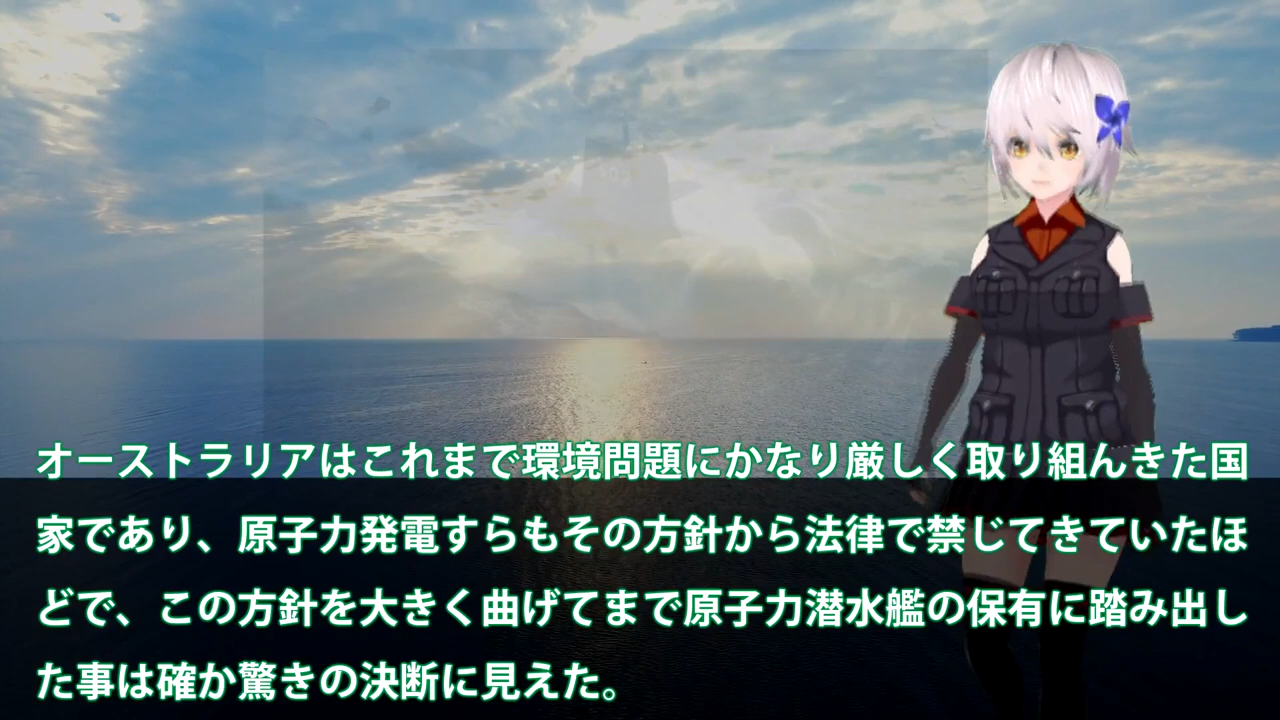 オーストラリアはこれまで環境問題にかなり厳しく取り組んきた国
家であり、原子力発電すらもその方針から法律で禁じてきていたほ
どで、この方針を大きく曲げてまで原子力潜水艦の保有に踏み出し
た事は確か驚きの決断に見えた。